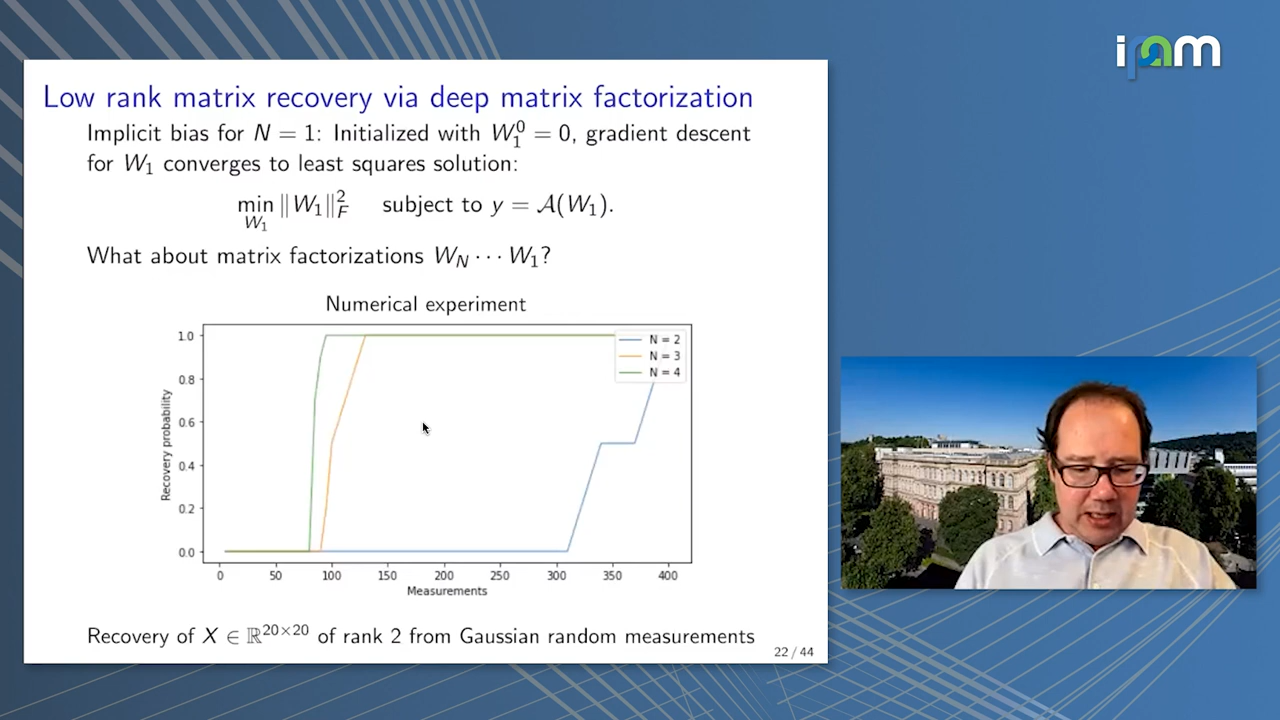 ipam
Low rank matrix recovery via deep matrix factorization
Implicit bias for N = 1: Initialized with W₁⁰ = 0, gradient descent
for W₁ converges to least squares solution:
min_{W₁} ‖W₁‖²_F subject to y = 𝒜(W₁).
What about matrix factorizations W_N ⋯ W₁?
Numerical experiment
1.0
0.8
0.6
0.4
0.2
0.0
Recovery probability
N = 2
N = 3
N = 4
0 50 100 150 200 250 300 350 400
Measurements
Recovery of X ∈ ℝ²⁰ˣ²⁰ of rank 2 from Gaussian random measurements
22 / 44